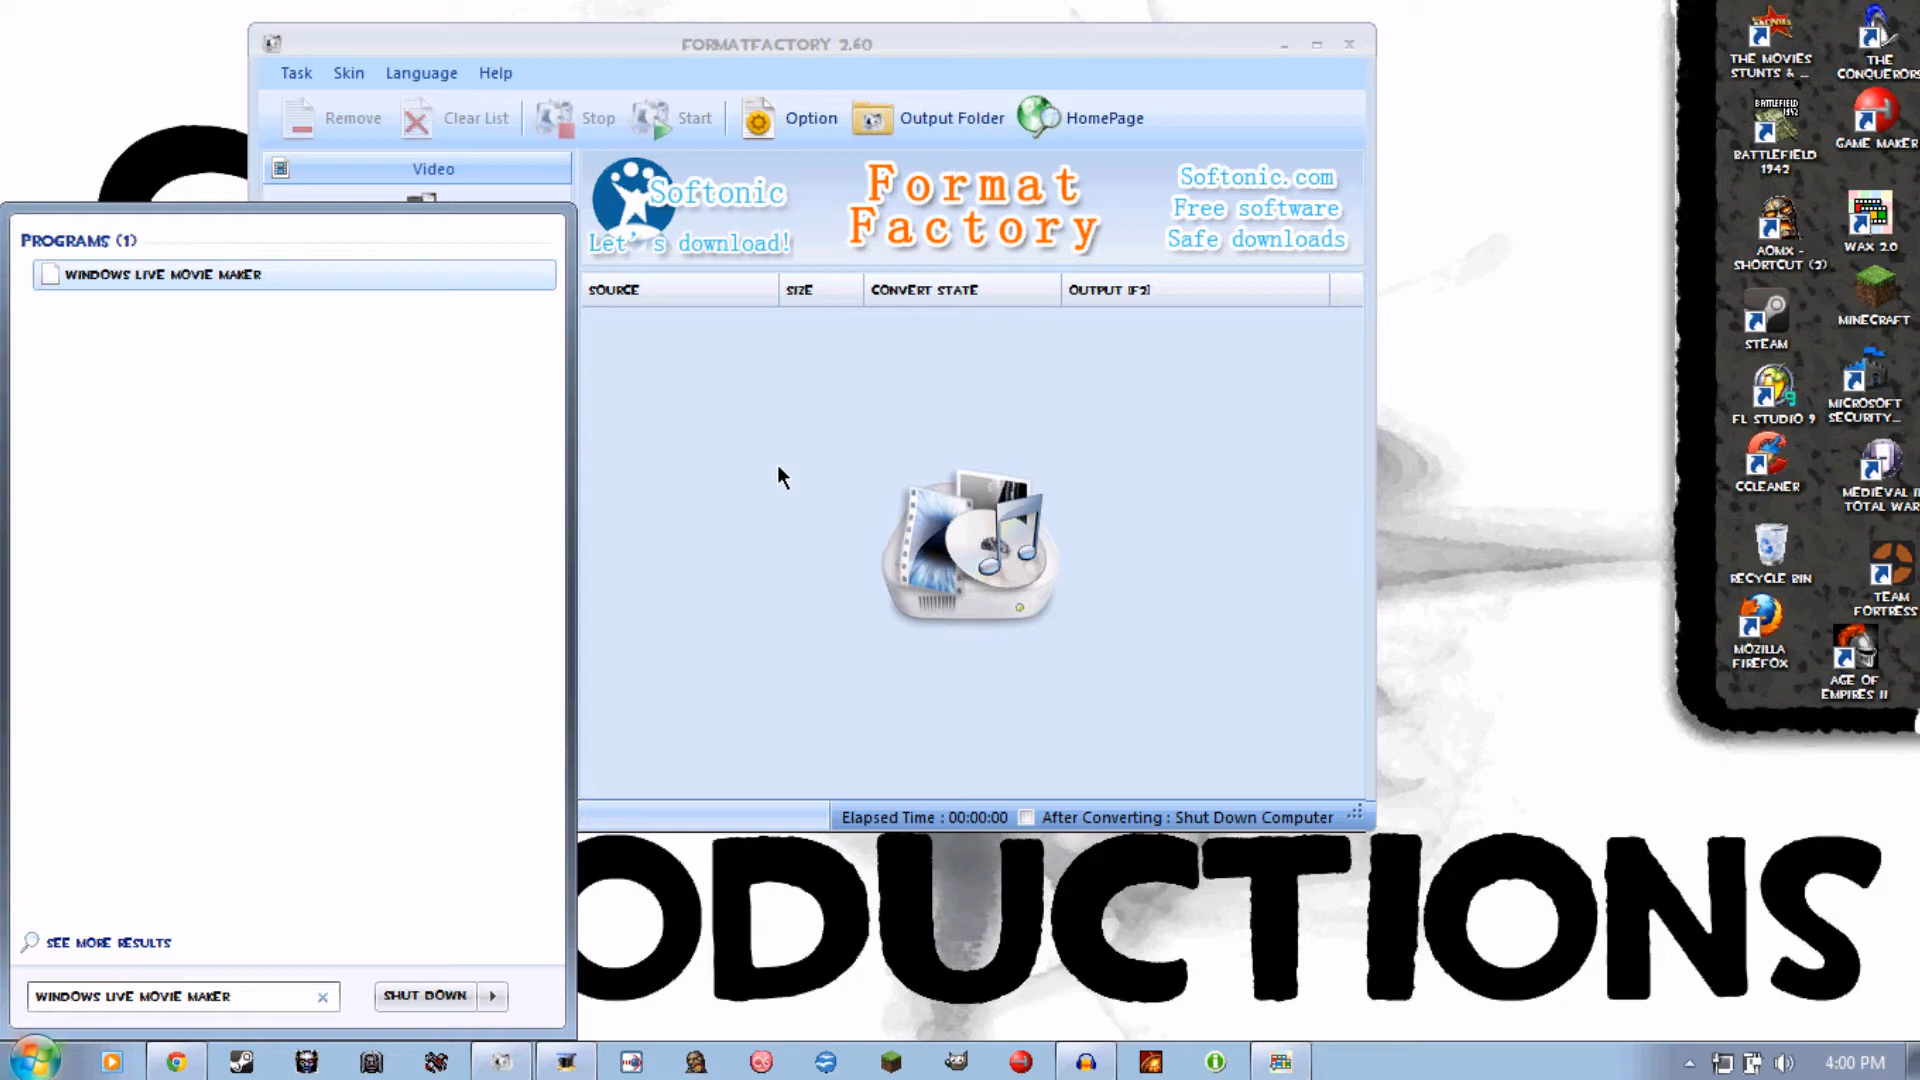 FORMATFACTORY 2.60
Task Skin Language Help
Remove Clear List Stop Start Option Output Folder HomePage
Video
Softonic
Let's download!
Format
Factory
Softonic.com
Free software
Safe downloads
SOURCE SIZE CONVERT STATE OUTPUT [F2]
PROGRAMS (1)
WINDOWS LIVE MOVIE MAKER
SEE MORE RESULTS
WINDOWS LIVE MOVIE MAKER
SHUT DOWN
Elapsed Time : 00:00:00 After Converting : Shut Down Computer
ODUCTIONS
THE MOVIES
STUNTS & ...
THE
CONQUERORS
BATTLEFIELD
1942
BATTLEFIELD
1942
GAME MAKER
AOMX -
SHORTCUT (2)
WAX 2.0
STEAM
MINECRAFT
FL STUDIO 9
MICROSOFT
SECURITY...
CCLEANER
MEDIEVAL II
TOTAL WAR
RECYCLE BIN
TEAM
FORTRESS
MOZILLA
FIREFOX
AGE OF
EMPIRES II
4:00 PM